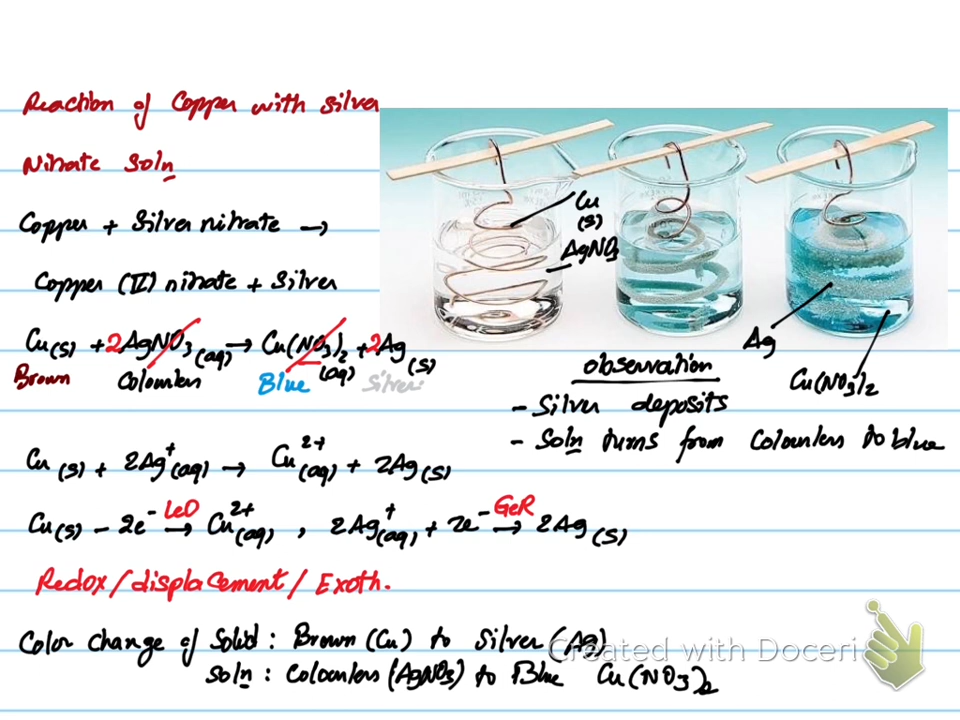 Reaction of Copper with Silver
Nitrate Soln
Copper + Silver nitrate →
Copper (II) nitrate + Silver
Cu(s) + 2AgNO3(aq) → Cu(NO3)2(aq) + 2Ag(s)
Brown Colourless Blue Silver
Cu(s) + 2Ag+(aq) → Cu2+(aq) + 2Ag(s)
Cu(s) - 2e- → LeO Cu2+(aq) , 2Ag+(aq) + 2e- → GeR 2Ag(s)
Redox/displacement/Exoth.
Cu
(s)
AgNO3
Ag
Cu(NO3)2
Observation
- Silver deposits
- Soln turns from Colourless to blue
Color change of Solid : Brown (Cu) to Silver (Ag)
Soln : Colourless (AgNO3) to Blue Cu(NO3)2
Created with Doceri